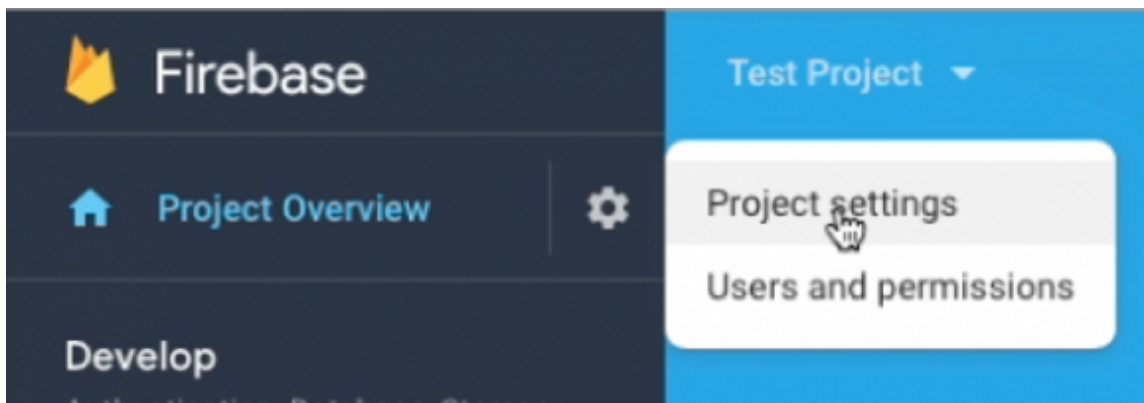 Firebase
Test Project
Project Overview
Project settings
Users and permissions
Develop